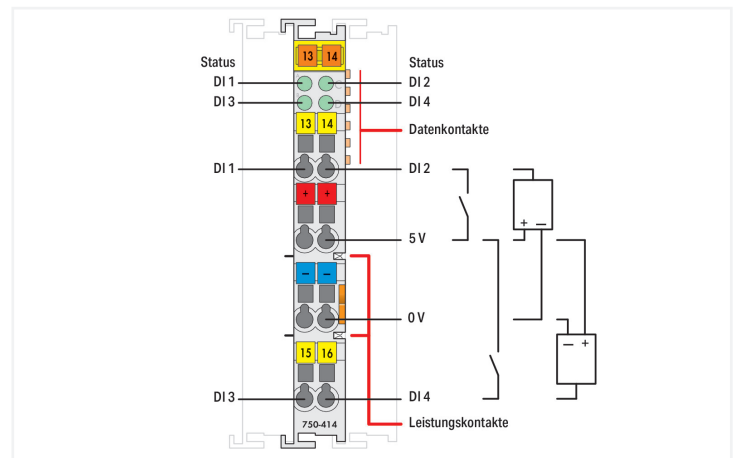 13 14
Status Status
DI 1 DI 2
DI 3 DI 4
13 14
Datenkontakte
DI 1 DI 2
+ +
+ −
5 V
− −
0 V
− +
15 16
DI 3 DI 4
Leistungskontakte
750-414